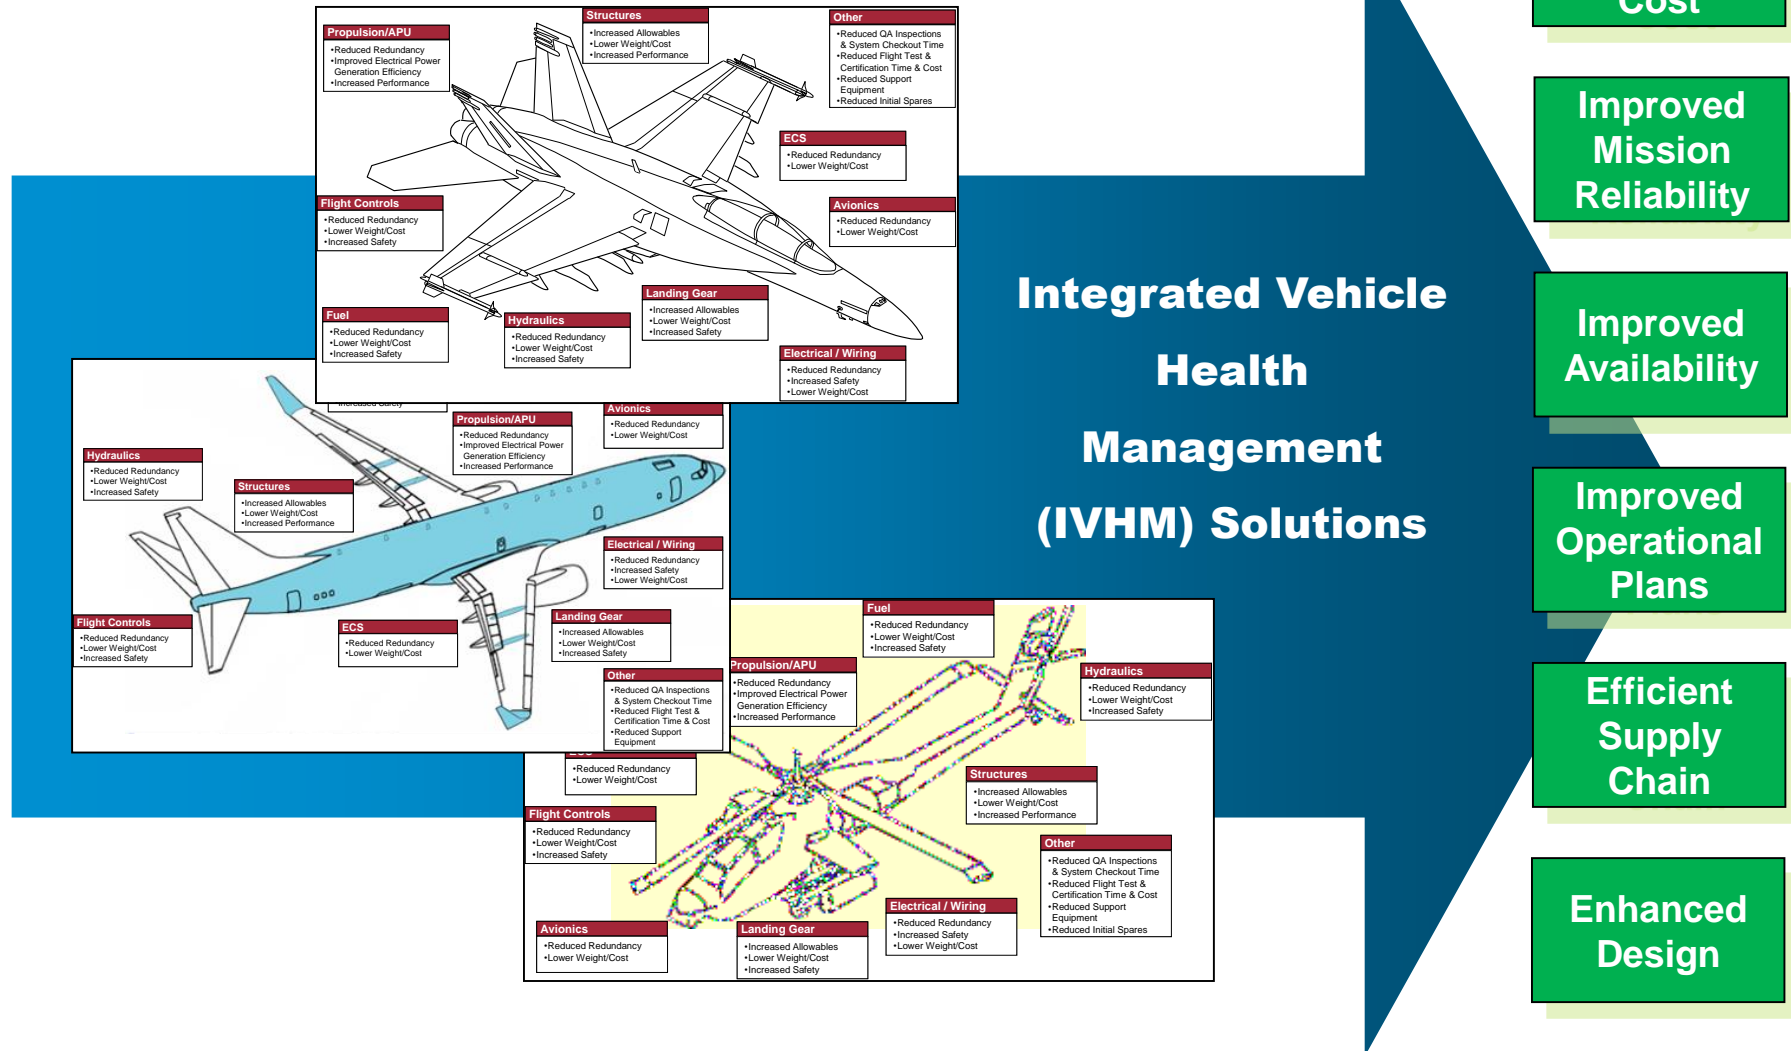 Structures
•Increased Allowables
•Lower Weight/Cost
•Increased Performance
Propulsion/APU
•Reduced Redundancy
•Improved Electrical Power
Generation Efficiency
•Increased Performance
Other
•Reduced QA Inspections
& System Checkout Time
•Reduced Flight Test &
Certification Time & Cost
•Reduced Support
Equipment
•Reduced Initial Spares
ECS
•Reduced Redundancy
•Lower Weight/Cost
Flight Controls
•Reduced Redundancy
•Lower Weight/Cost
•Increased Safety
Avionics
•Reduced Redundancy
•Lower Weight/Cost
Landing Gear
•Increased Allowables
•Lower Weight/Cost
•Increased Safety
Fuel
•Reduced Redundancy
•Lower Weight/Cost
•Increased Safety
Hydraulics
•Reduced Redundancy
•Lower Weight/Cost
•Increased Safety
Electrical / Wiring
•Reduced Redundancy
•Increased Safety
•Lower Weight/Cost
Propulsion/APU
•Reduced Redundancy
•Improved Electrical Power
Generation Efficiency
•Increased Performance
Avionics
•Reduced Redundancy
•Lower Weight/Cost
Hydraulics
•Reduced Redundancy
•Lower Weight/Cost
•Increased Safety
Structures
•Increased Allowables
•Lower Weight/Cost
•Increased Performance
Electrical / Wiring
•Reduced Redundancy
•Increased Safety
•Lower Weight/Cost
Flight Controls
•Reduced Redundancy
•Lower Weight/Cost
•Increased Safety
ECS
•Reduced Redundancy
•Lower Weight/Cost
Landing Gear
•Increased Allowables
•Lower Weight/Cost
•Increased Safety
Other
•Reduced QA Inspections
& System Checkout Time
•Reduced Flight Test &
Certification Time & Cost
•Reduced Support
Equipment
Fuel
•Reduced Redundancy
•Lower Weight/Cost
•Increased Safety
Propulsion/APU
•Reduced Redundancy
•Improved Electrical Power
Generation Efficiency
•Increased Performance
Hydraulics
•Reduced Redundancy
•Lower Weight/Cost
•Increased Safety
•Reduced Redundancy
•Lower Weight/Cost
Structures
•Increased Allowables
•Lower Weight/Cost
•Increased Performance
Flight Controls
•Reduced Redundancy
•Lower Weight/Cost
•Increased Safety
Other
•Reduced QA Inspections
& System Checkout Time
•Reduced Flight Test &
Certification Time & Cost
•Reduced Support
Equipment
•Reduced Initial Spares
Electrical / Wiring
•Reduced Redundancy
•Increased Safety
•Lower Weight/Cost
Avionics
•Reduced Redundancy
•Lower Weight/Cost
Landing Gear
•Increased Allowables
•Lower Weight/Cost
•Increased Safety
Integrated Vehicle
Health
Management
(IVHM) Solutions
Cost
Improved
Mission
Reliability
Improved
Availability
Improved
Operational
Plans
Efficient
Supply
Chain
Enhanced
Design